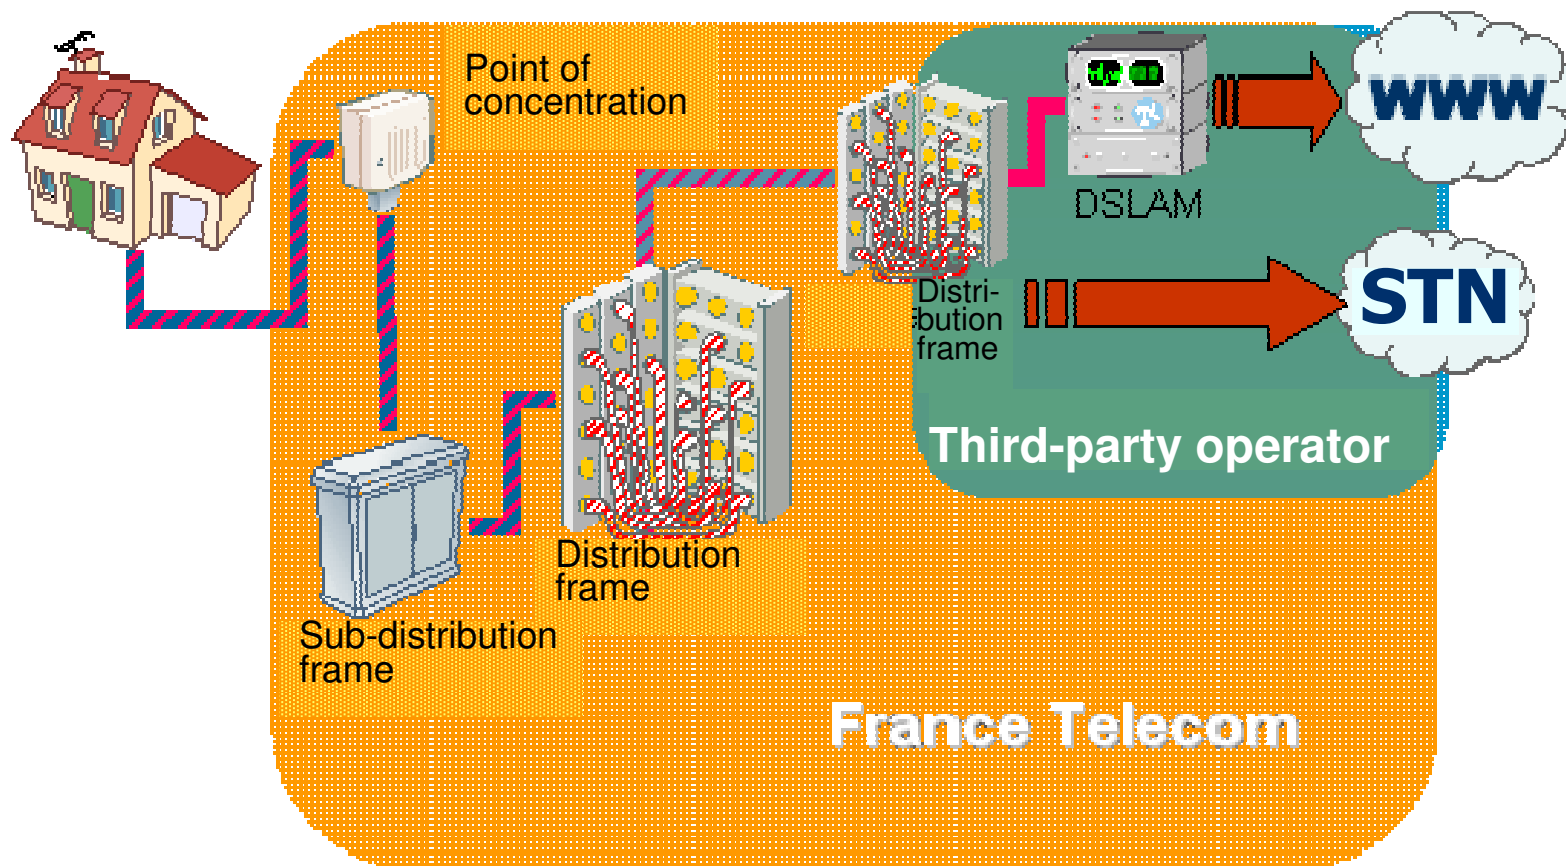 Point of
concentration
WWW
DSLAM
STN
Distri-
bution
frame
Third-party operator
Distribution
frame
Sub-distribution
frame
France Telecom